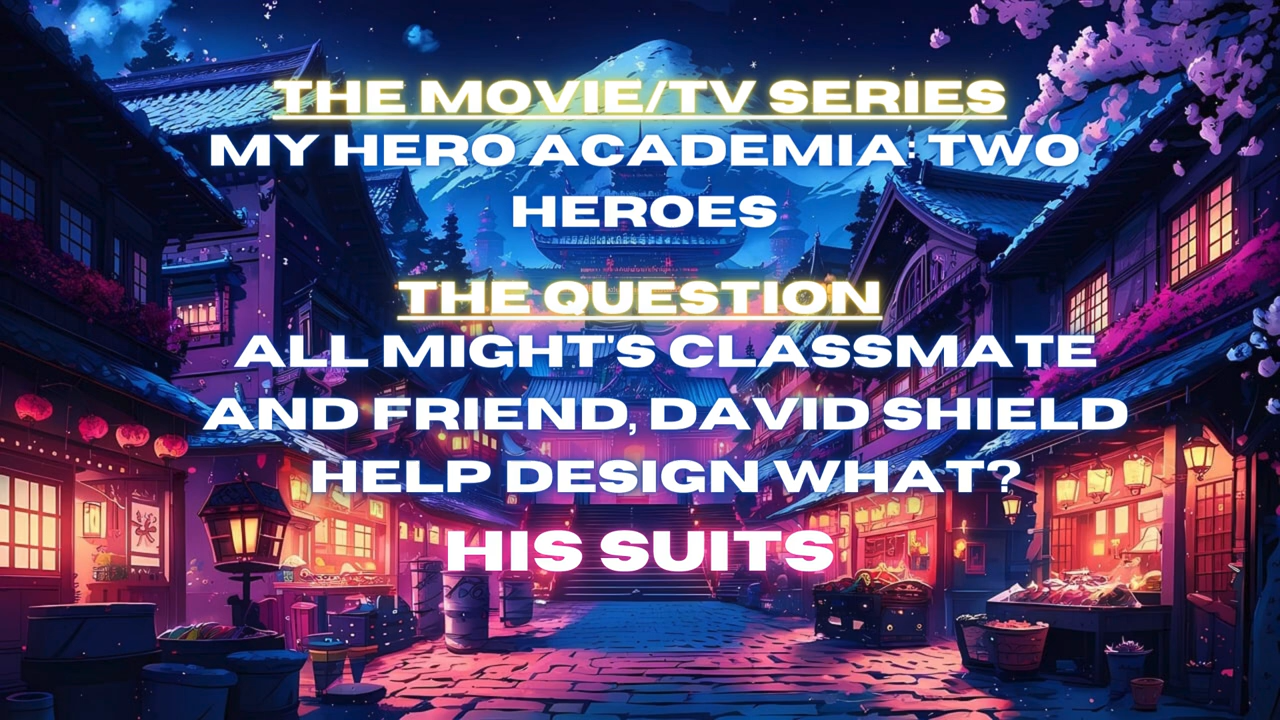 THE MOVIE/TV SERIES
MY HERO ACADEMIA: TWO
HEROES
THE QUESTION
ALL MIGHT'S CLASSMATE
AND FRIEND, DAVID SHIELD
HELP DESIGN WHAT?
HIS SUITS